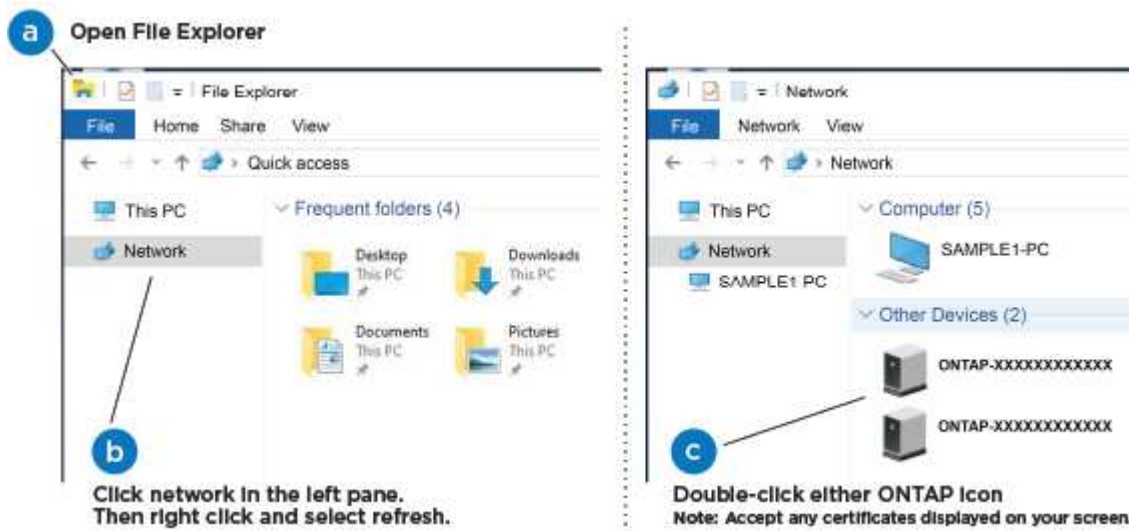 a Open File Explorer
File Explorer
File Home Share View
Quick access
This PC
Network
Frequent folders (4)
Desktop
This PC
Downloads
This PC
Documents
This PC
Pictures
This PC
b
Click network in the left pane.
Then right click and select refresh.
Network
File Network View
Network
This PC
Network
SAMPLE1 PC
Computer (5)
SAMPLE1-PC
Other Devices (2)
ONTAP-XXXXXXXXXXXX
ONTAP-XXXXXXXXXXXX
c
Double-click either ONTAP icon
Note: Accept any certificates displayed on your screen